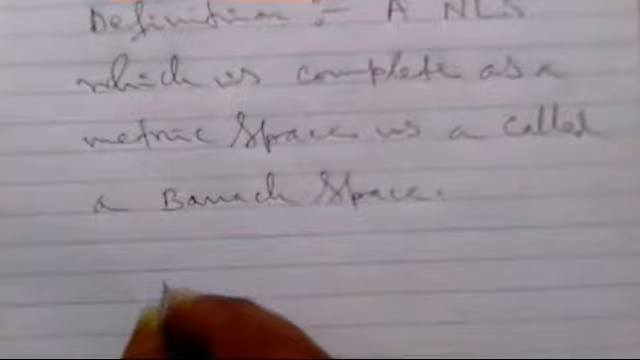 Definition :- A NLS
which is complete as a
metric space is a called
a Banach Space.